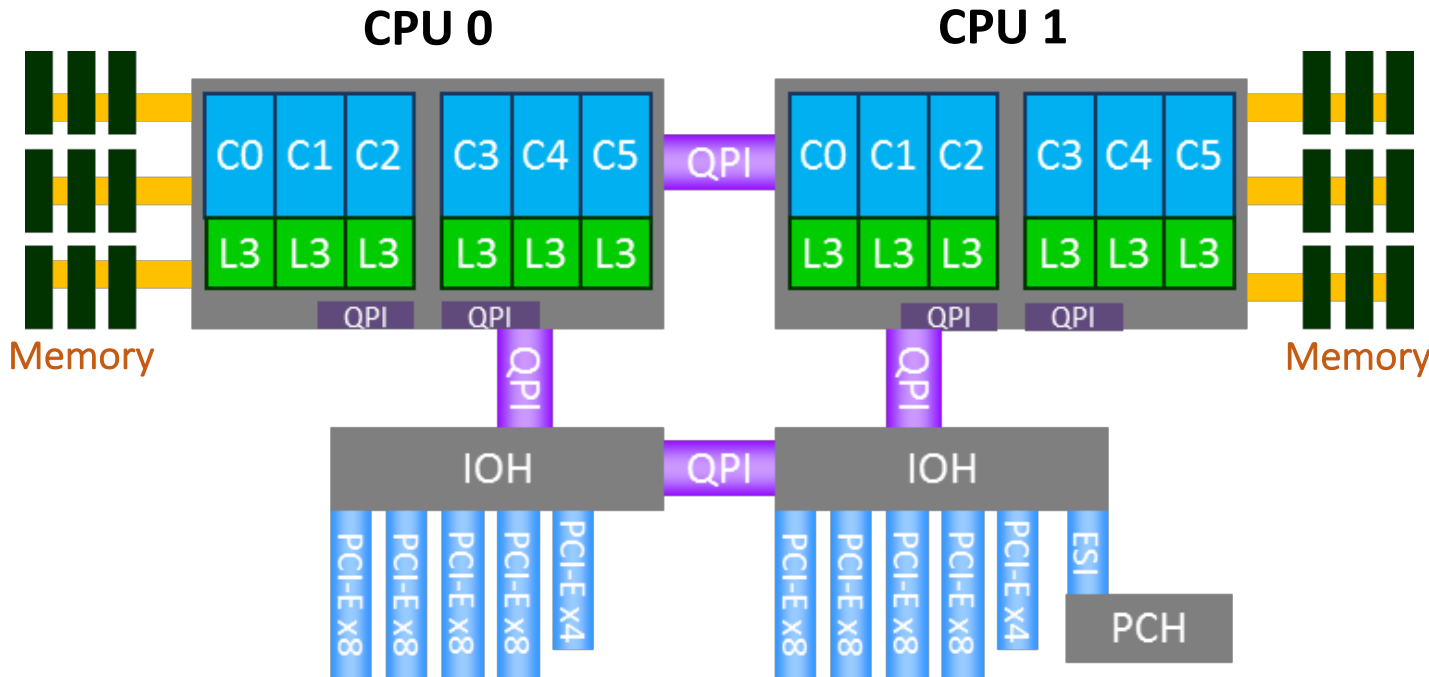 CPU 0
CPU 1
C0 C1 C2 C3 C4 C5
QPI
C0 C1 C2 C3 C4 C5
L3 L3 L3 L3 L3 L3
L3 L3 L3 L3 L3 L3
QPI QPI
QPI QPI
Memory
Memory
QPI
QPI
IOH
QPI
IOH
PCI-E x8
PCI-E x8
PCI-E x8
PCI-E x8
PCI-E x4
PCI-E x8
PCI-E x8
PCI-E x8
PCI-E x8
PCI-E x4
ESI
PCH